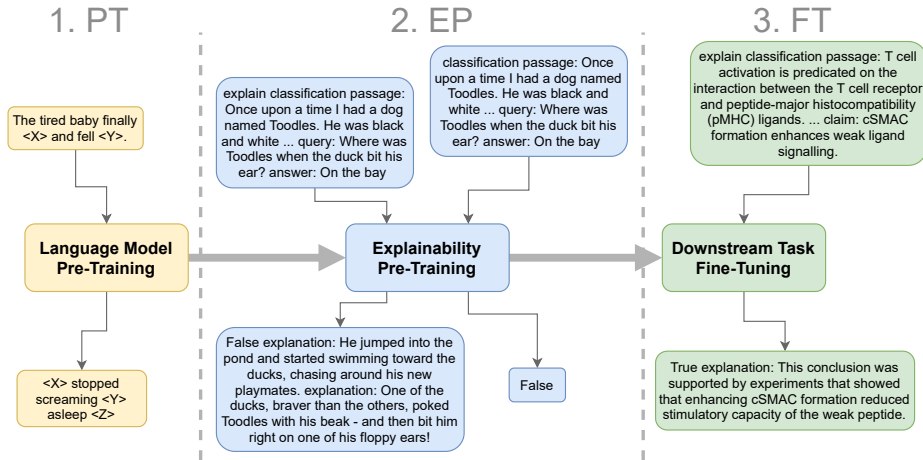 1. PT
2. EP
3. FT
The tired baby finally
<X> and fell <Y>.
Language Model
Pre-Training
<X> stopped
screaming <Y>
asleep <Z>
explain classification passage:
Once upon a time I had a dog
named Toodles. He was black
and white ... query: Where was
Toodles when the duck bit his
ear? answer: On the bay
classification passage: Once
upon a time I had a dog
named Toodles. He was black
and white ... query: Where was
Toodles when the duck bit his
ear? answer: On the bay
Explainability
Pre-Training
False explanation: He jumped into the
pond and started swimming toward the
ducks, chasing around his new
playmates. explanation: One of the
ducks, braver than the others, poked
Toodles with his beak - and then bit him
right on one of his floppy ears!
False
explain classification passage: T cell
activation is predicated on the
interaction between the T cell receptor
and peptide-major histocompatibility
(pMHC) ligands. ... claim: cSMAC
formation enhances weak ligand
signalling.
Downstream Task
Fine-Tuning
True explanation: This conclusion was
supported by experiments that showed
that enhancing cSMAC formation reduced
stimulatory capacity of the weak peptide.